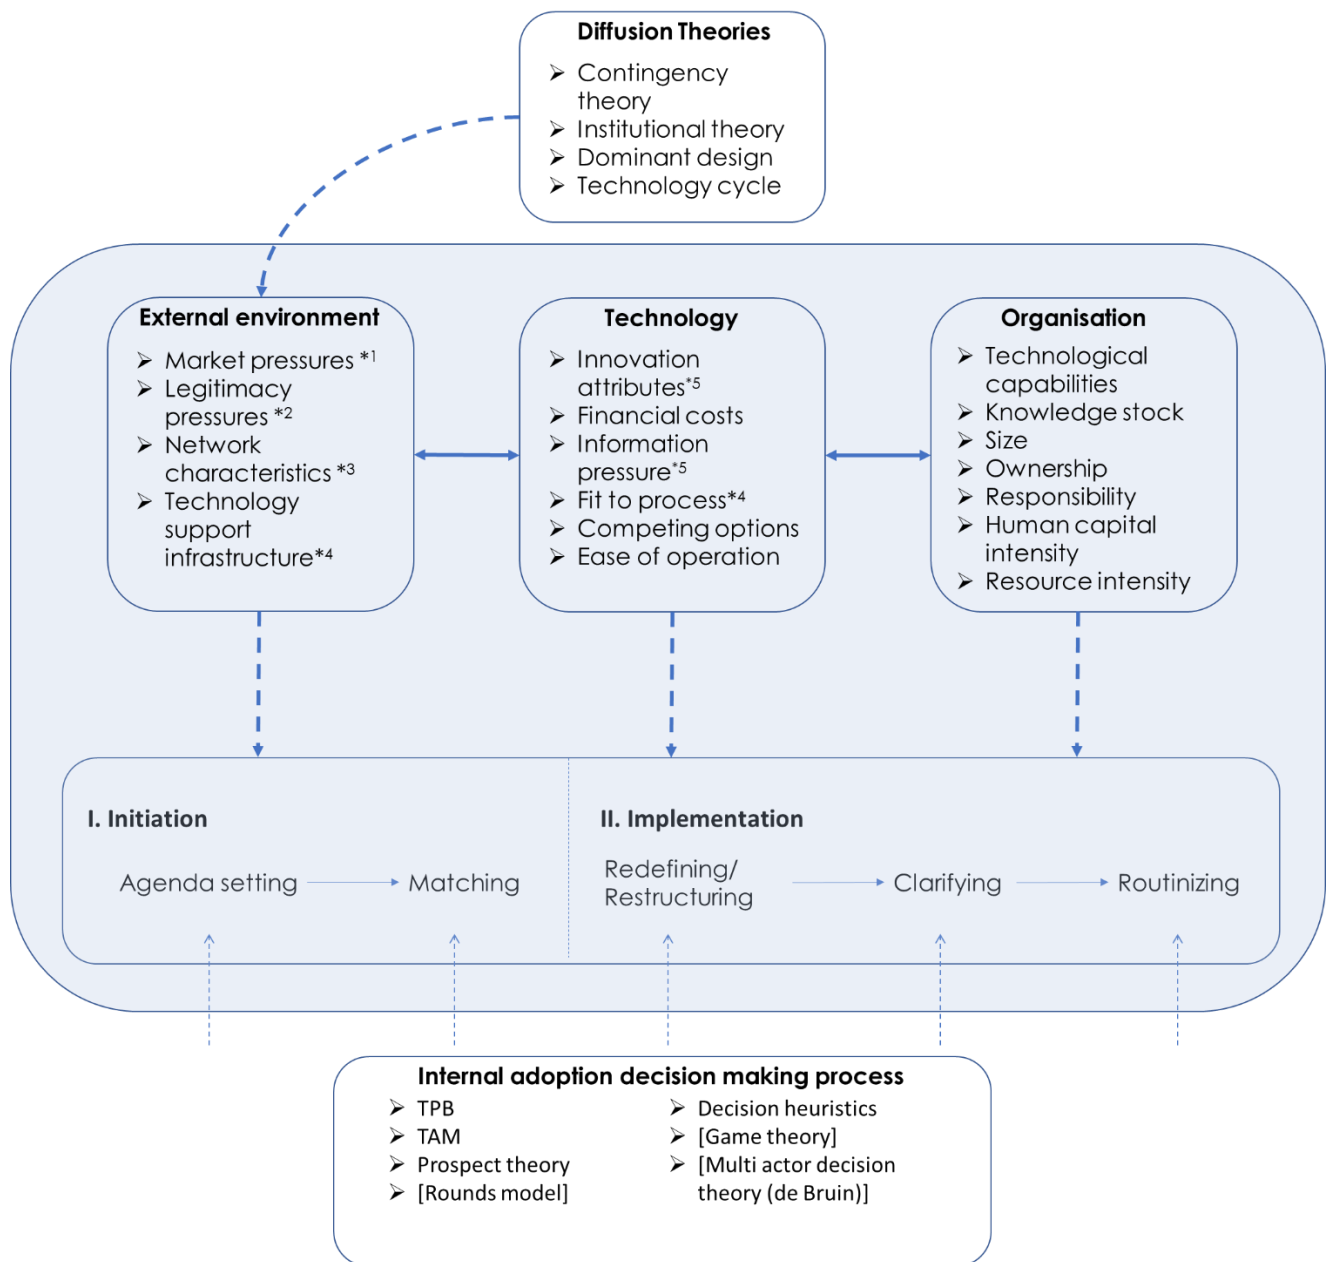 Diffusion Theories
➢ Contingency
theory
➢ Institutional theory
➢ Dominant design
➢ Technology cycle
External environment
➢ Market pressures *1
➢ Legitimacy
pressures *2
➢ Network
characteristics *3
➢ Technology
support
infrastructure*4
Technology
➢ Innovation
attributes*5
➢ Financial costs
➢ Information
pressure*5
➢ Fit to process*4
➢ Competing options
➢ Ease of operation
Organisation
➢ Technological
capabilities
➢ Knowledge stock
➢ Size
➢ Ownership
➢ Responsibility
➢ Human capital
intensity
➢ Resource intensity
I. Initiation
Agenda setting
Matching
II. Implementation
Redefining/
Restructuring
Clarifying
Routinizing
Internal adoption decision making process
➢ TPB
➢ TAM
➢ Prospect theory
➢ [Rounds model]
➢ Decision heuristics
➢ [Game theory]
➢ [Multi actor decision
theory (de Bruin)]